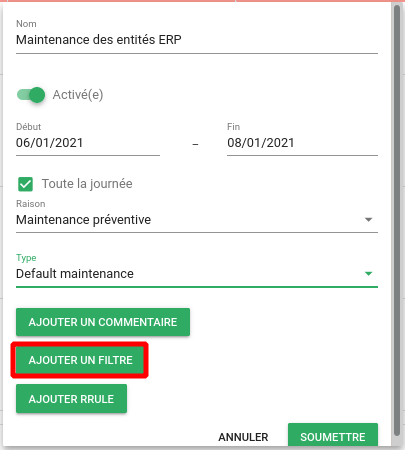 Nom
Maintenance des entités ERP
Activé(e)
Début
Fin
06/01/2021 – 08/01/2021
Toute la journée
Raison
Maintenance préventive
Type
Default maintenance
AJOUTER UN COMMENTAIRE
AJOUTER UN FILTRE
AJOUTER RRULE
ANNULER SOUMETTRE